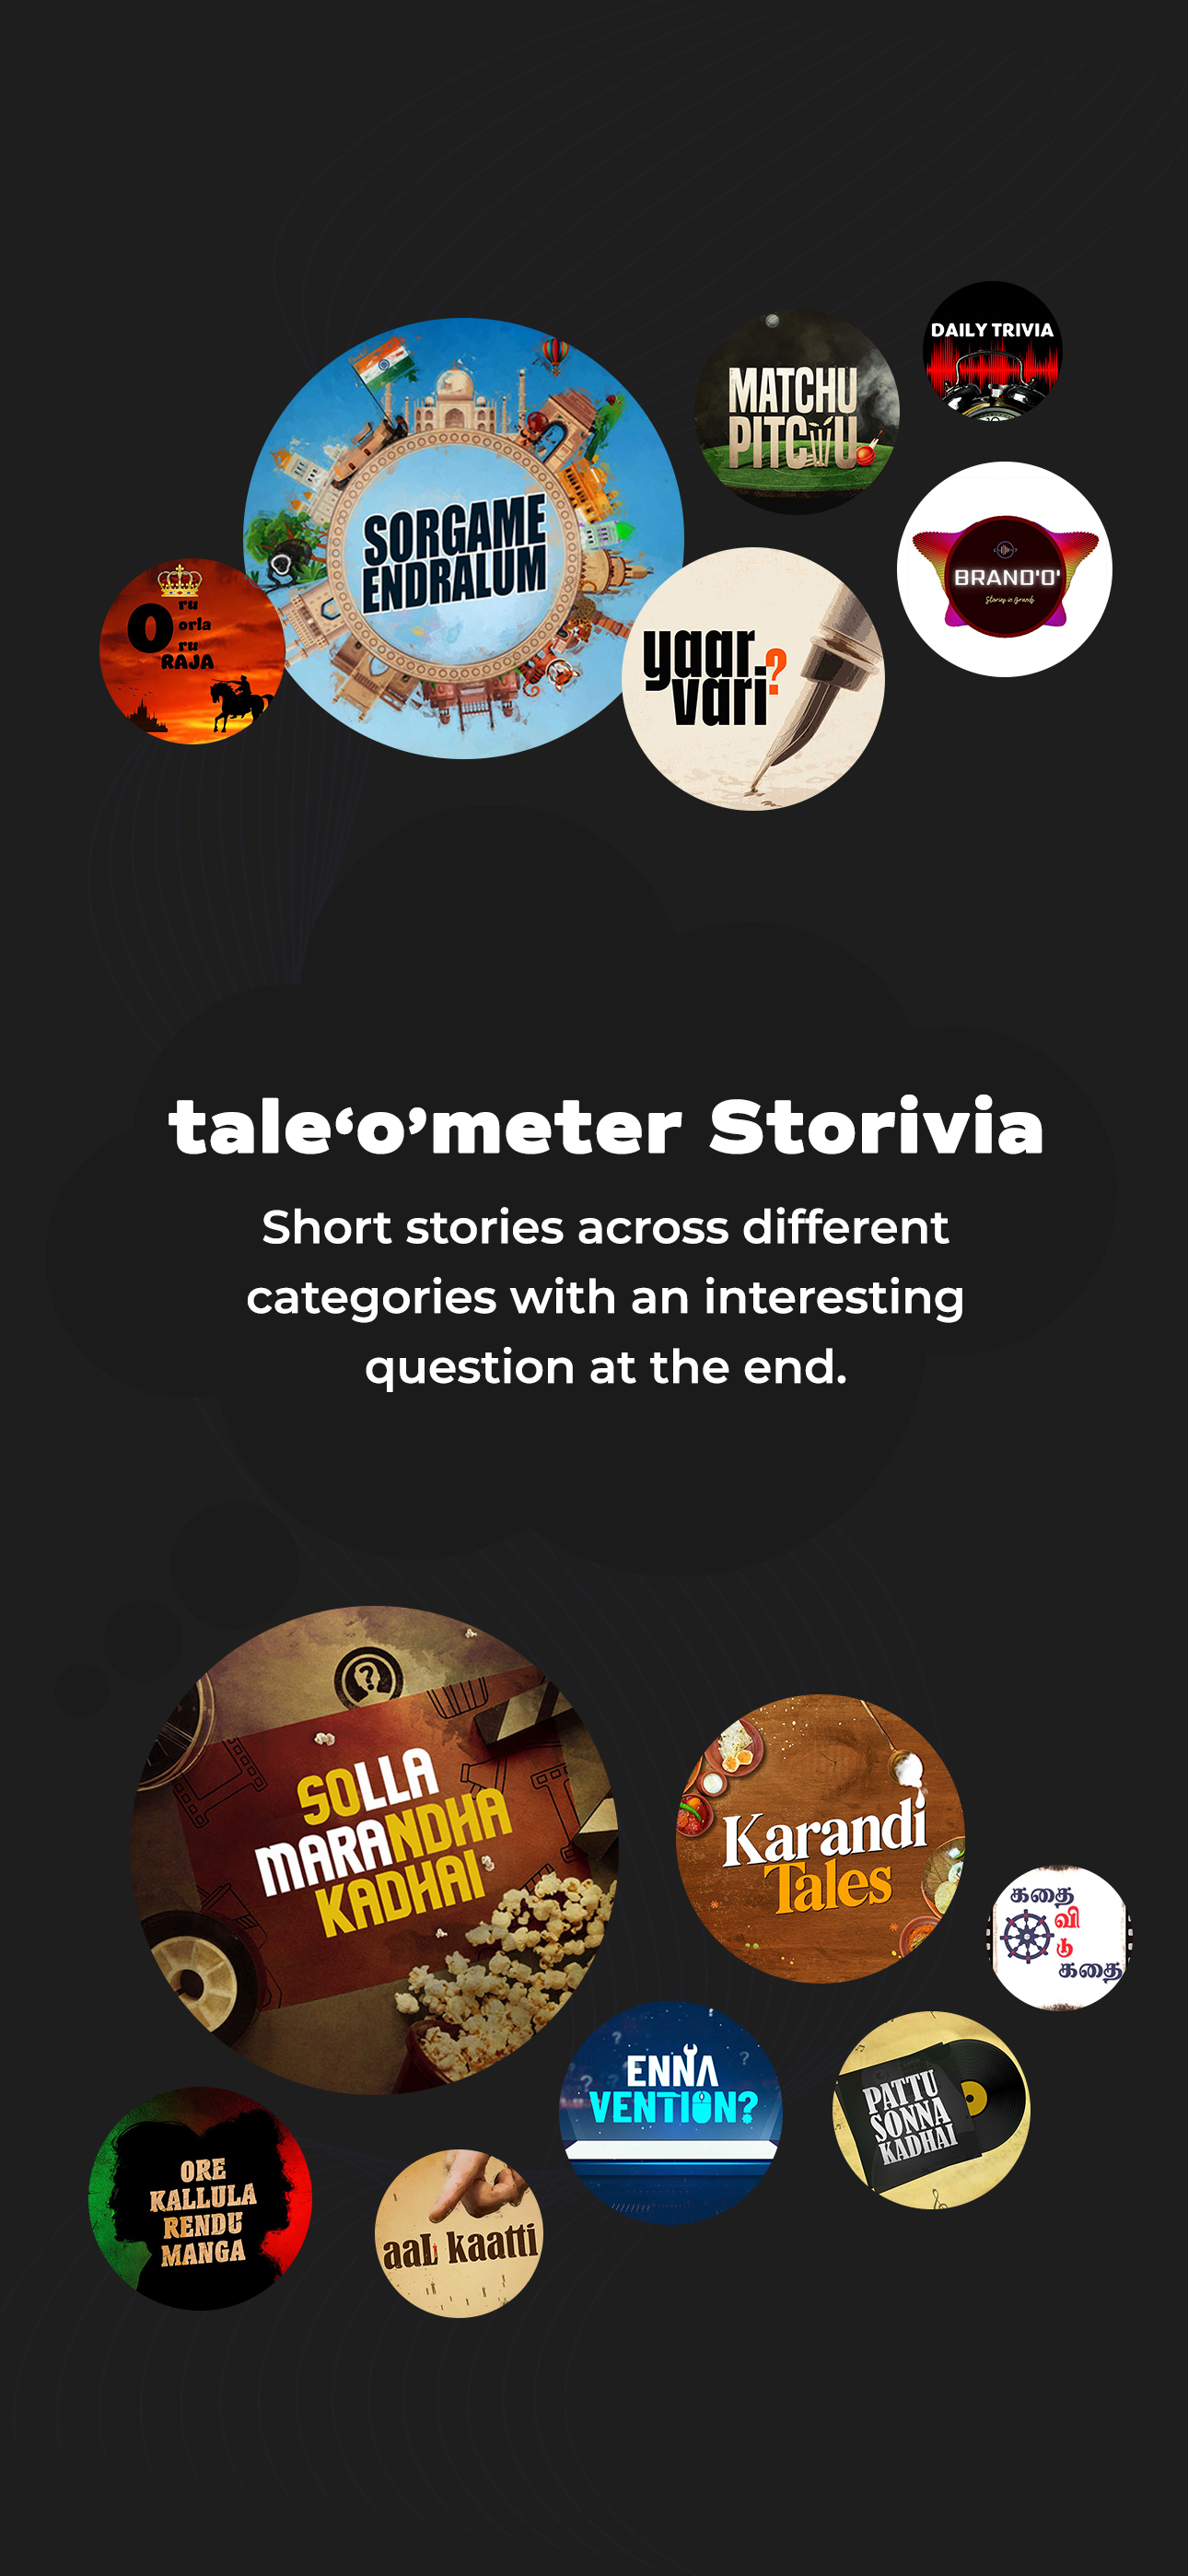 DAILY TRIVIA
MATCHU
PITCHU
SORGAME
ENDRALUM
BRAND'O'
Stories in Brands
O ru
orla
ru
RAJA
yaar
vari?
tale‘o’meter Storivia
Short stories across different
categories with an interesting
question at the end.
SOLLA
MARANDHA
KADHAI
Karandi
Tales
கதை
வி
டு
கதை
ENNA
VENTION?
PATTU
SONNA
KADHAI
ORE
KALLULA
RENDU
MANGA
aaL kaatti